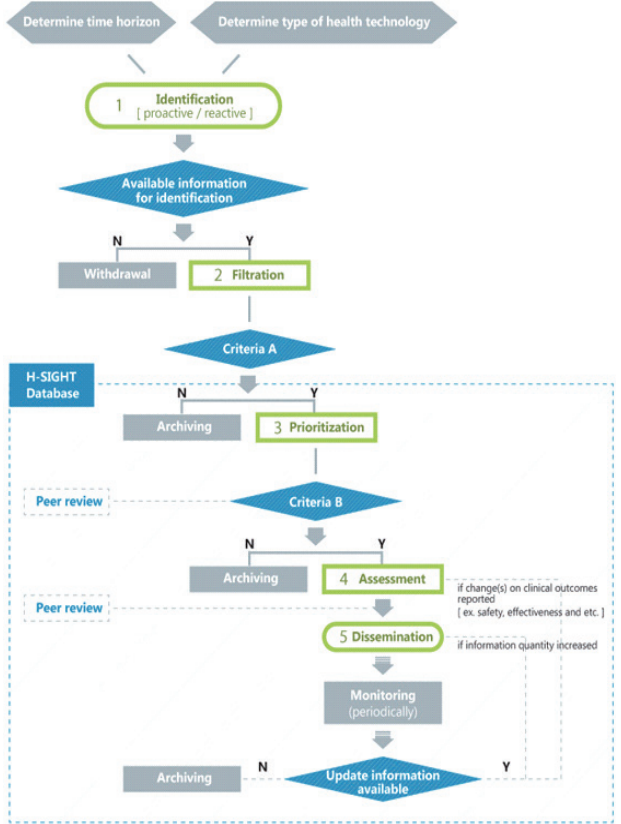 Determine time horizon
Determine type of health technology
1 Identification
[ proactive / reactive ]
Available information
for identification
N
Y
Withdrawal
2 Filtration
Criteria A
H-SIGHT
Database
N
Y
Archiving
3 Prioritization
Peer review
Criteria B
N
Y
Archiving
4 Assessment
if change(s) on clinical outcomes
reported
[ ex. safety, effectiveness and etc. ]
Peer review
5 Dissemination
if information quantity increased
Monitoring
(periodically)
Archiving
N
Update information
available
Y